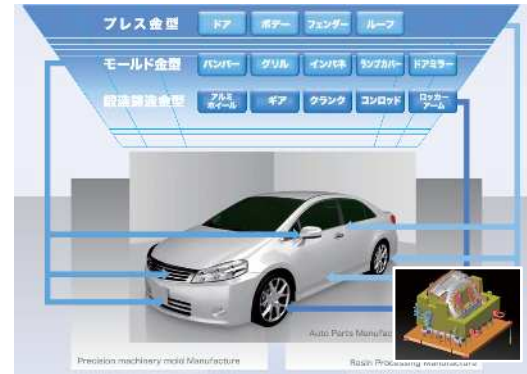 プレス金型
ドア
ボデー
フェンダー
ルーフ
モールド金型
バンパー
グリル
インパネ
ランプカバー
ドアミラー
鍛造鋳造金型
アルミ
ホイール
ギア
クランク
コンロッド
ロッカー
アーム
Auto Parts Manufac
Precision machinery mold Manufacture
Rasin Processing Manufacture